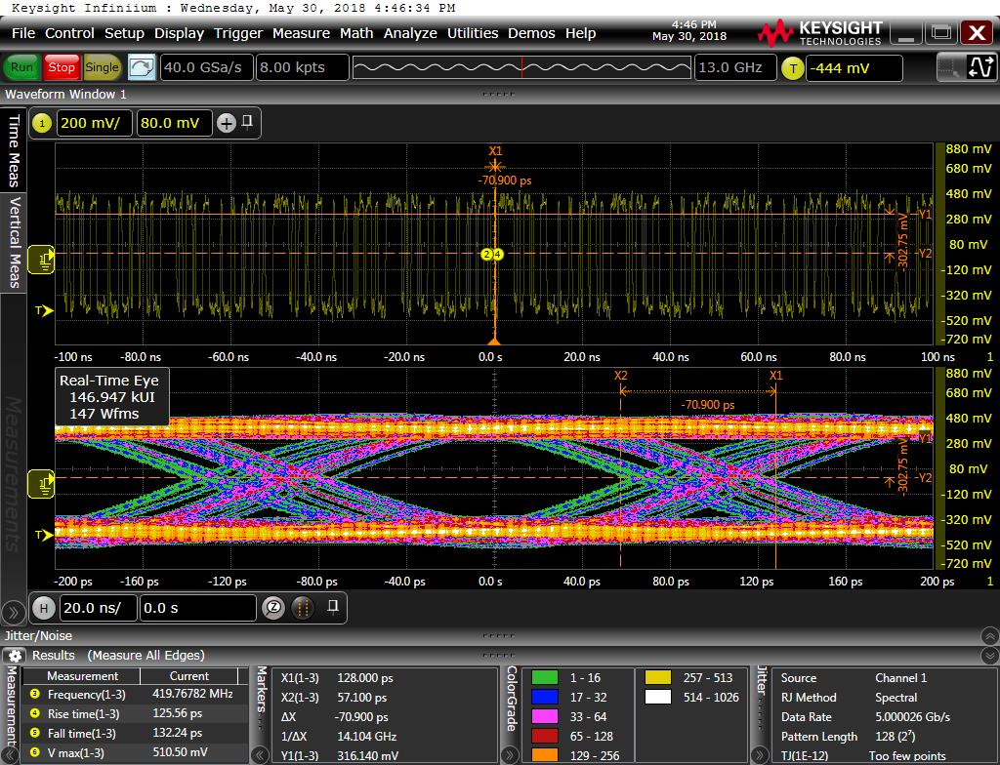 Keysight Infiniium : Wednesday, May 30, 2018 4:46:34 PM
File Control Setup Display Trigger Measure Math Analyze Utilities Demos Help
4:46 PM
May 30, 2018
KEYSIGHT
TECHNOLOGIES
Run Stop Single 40.0 GSa/s 8.00 kpts 13.0 GHz T -444 mV
Waveform Window 1
Time Meas
Vertical Meas
Measurements
1 200 mV/ 80.0 mV
X1
-70.900 ps
880 mV
680 mV
480 mV
280 mV
80 mV
-120 mV
-320 mV
-520 mV
-720 mV
Y1
Y2
-302.75 mV
2 4
1
T
-100 ns -80.0 ns -60.0 ns -40.0 ns -20.0 ns 0.0 s 20.0 ns 40.0 ns 60.0 ns 80.0 ns 100 ns 1
Real-Time Eye
146.947 kUI
147 Wfms
X2 X1
-70.900 ps
880 mV
680 mV
480 mV
280 mV
80 mV
-120 mV
-320 mV
-520 mV
-720 mV
Y1
Y2
-302.75 mV
1
T
-200 ps -160 ps -120 ps -80.0 ps -40.0 ps 0.0 s 40.0 ps 80.0 ps 120 ps 160 ps 200 ps 1
H 20.0 ns/ 0.0 s
Jitter/Noise
Results (Measure All Edges)
Measurements
Measurement Current
Frequency(1-3) 419.76782 MHz
Rise time(1-3) 125.56 ps
Fall time(1-3) 132.24 ps
V max(1-3) 510.50 mV
Markers
X1(1-3) 128.000 ps
X2(1-3) 57.100 ps
ΔX -70.900 ps
1/ΔX 14.104 GHz
Y1(1-3) 316.140 mV
ColorGrade
1 - 16
17 - 32
33 - 64
65 - 128
129 - 256
257 - 513
514 - 1026
Jitter
Source Channel 1
RJ Method Spectral
Data Rate 5.000026 Gb/s
Pattern Length 128 (2⁷)
TJ(1E-12) Too few points